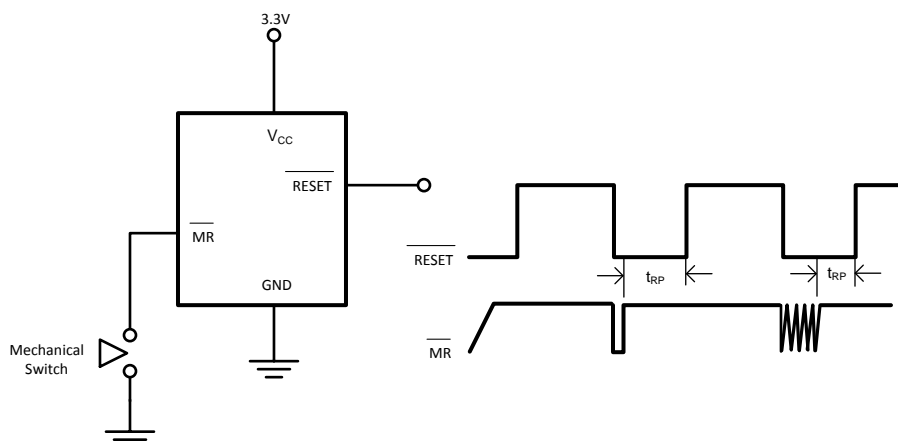 3.3V
VCC
RESET
MR
GND
Mechanical
Switch
RESET
tRP
tRP
MR